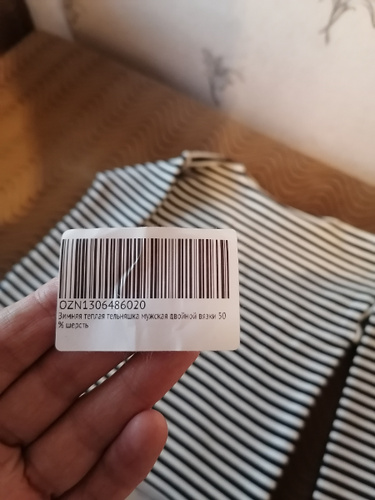 OZN1306486020
Зимняя теплая тельняшка мужская двойной вязки 50
% шерсть